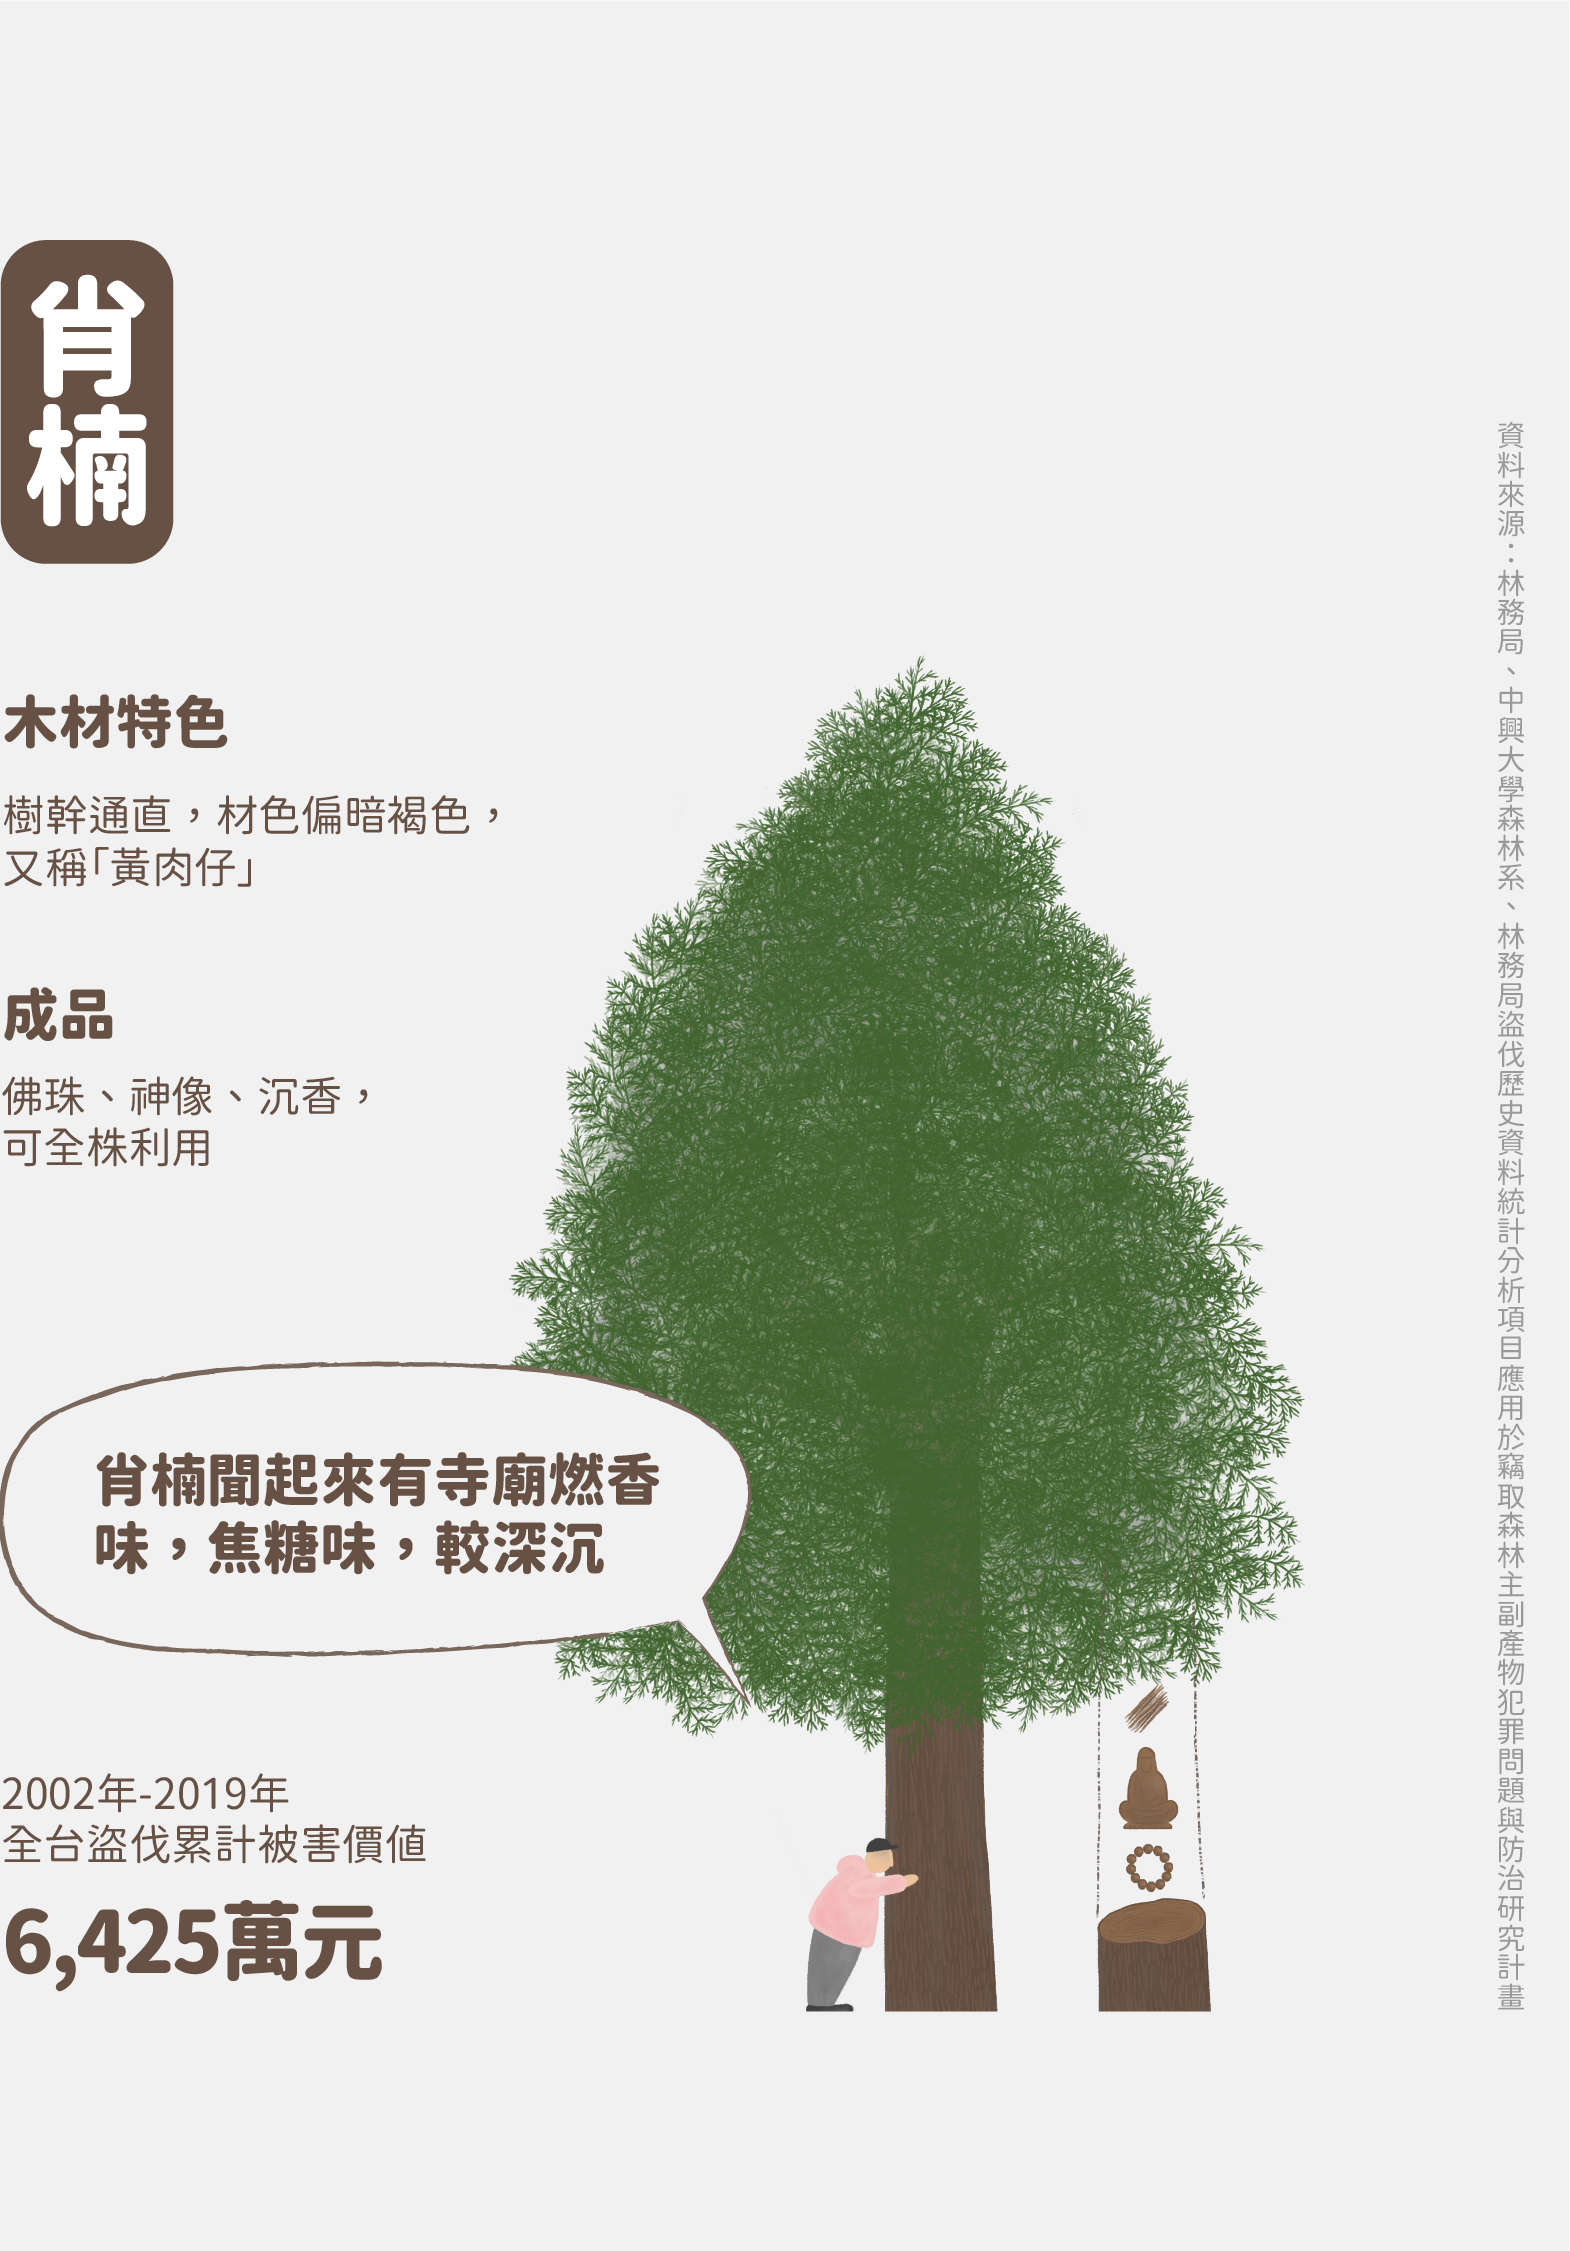 肖楠
木材特色
樹幹通直，材色偏暗褐色，
又稱「黃肉仔」
成品
佛珠、神像、沉香，
可全株利用
肖楠聞起來有寺廟燃香
味，焦糖味，較深沉
2002年-2019年
全台盜伐累計被害價值
6,425萬元
資料來源：林務局、中興大學森林系、林務局盜伐歷史資料統計分析項目應用於竊取森林主副產物犯罪問題與防治研究計畫